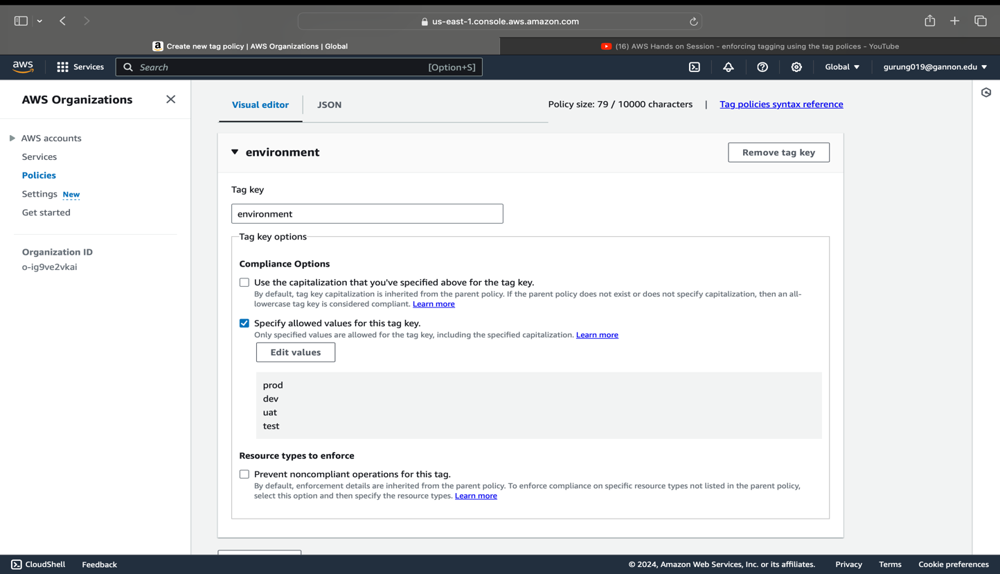 us-east-1.console.aws.amazon.com
a Create new tag policy | AWS Organizations | Global
(16) AWS Hands on Session - enforcing tagging using the tag polices - YouTube
aws Services Search [Option+S] Global gurung019@gannon.edu
AWS Organizations
AWS accounts
Services
Policies
Settings New
Get started
Organization ID
o-ig9ve2vkai
Visual editor JSON Policy size: 79 / 10000 characters | Tag policies syntax reference
environment Remove tag key
Tag key
environment
Tag key options
Compliance Options
Use the capitalization that you've specified above for the tag key.
By default, tag key capitalization is inherited from the parent policy. If the parent policy does not exist or does not specify capitalization, then an all-
lowercase tag key is considered compliant. Learn more
Specify allowed values for this tag key.
Only specified values are allowed for the tag key, including the specified capitalization. Learn more
Edit values
prod
dev
uat
test
Resource types to enforce
Prevent noncompliant operations for this tag.
By default, enforcement details are inherited from the parent policy. To enforce compliance on specific resource types not listed in the parent policy,
select this option and then specify the resource types. Learn more
CloudShell Feedback © 2024, Amazon Web Services, Inc. or its affiliates. Privacy Terms Cookie preferences